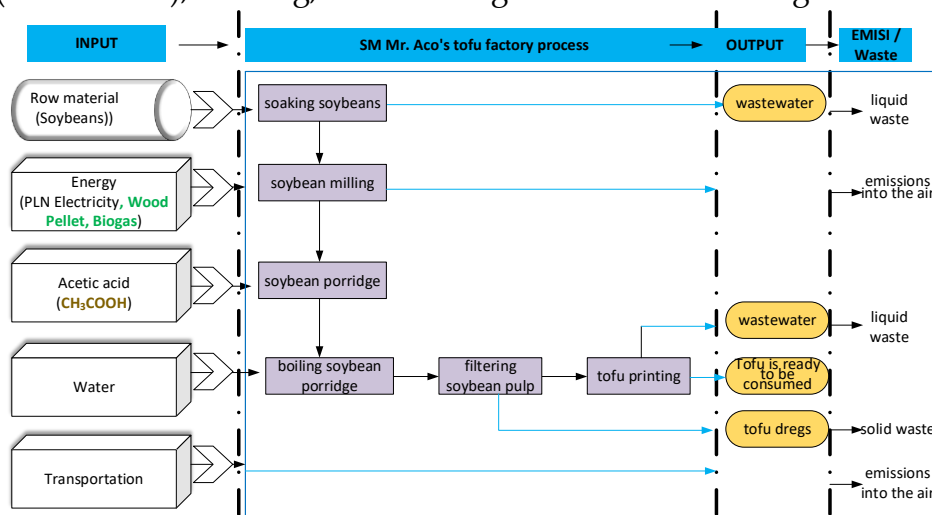 INPUT
SM Mr. Aco's tofu factory process
OUTPUT
EMISI /
Waste
Row material
(Soybeans))
soaking soybeans
wastewater
liquid
waste
Energy
(PLN Electricity, Wood
Pellet, Biogas)
soybean milling
emissions
into the air
Acetic acid
(CH₃COOH)
soybean porridge
wastewater
liquid
waste
Water
boiling soybean
porridge
filtering
soybean pulp
tofu printing
Tofu is ready
to be
consumed
tofu dregs
solid waste
Transportation
emissions
into the air